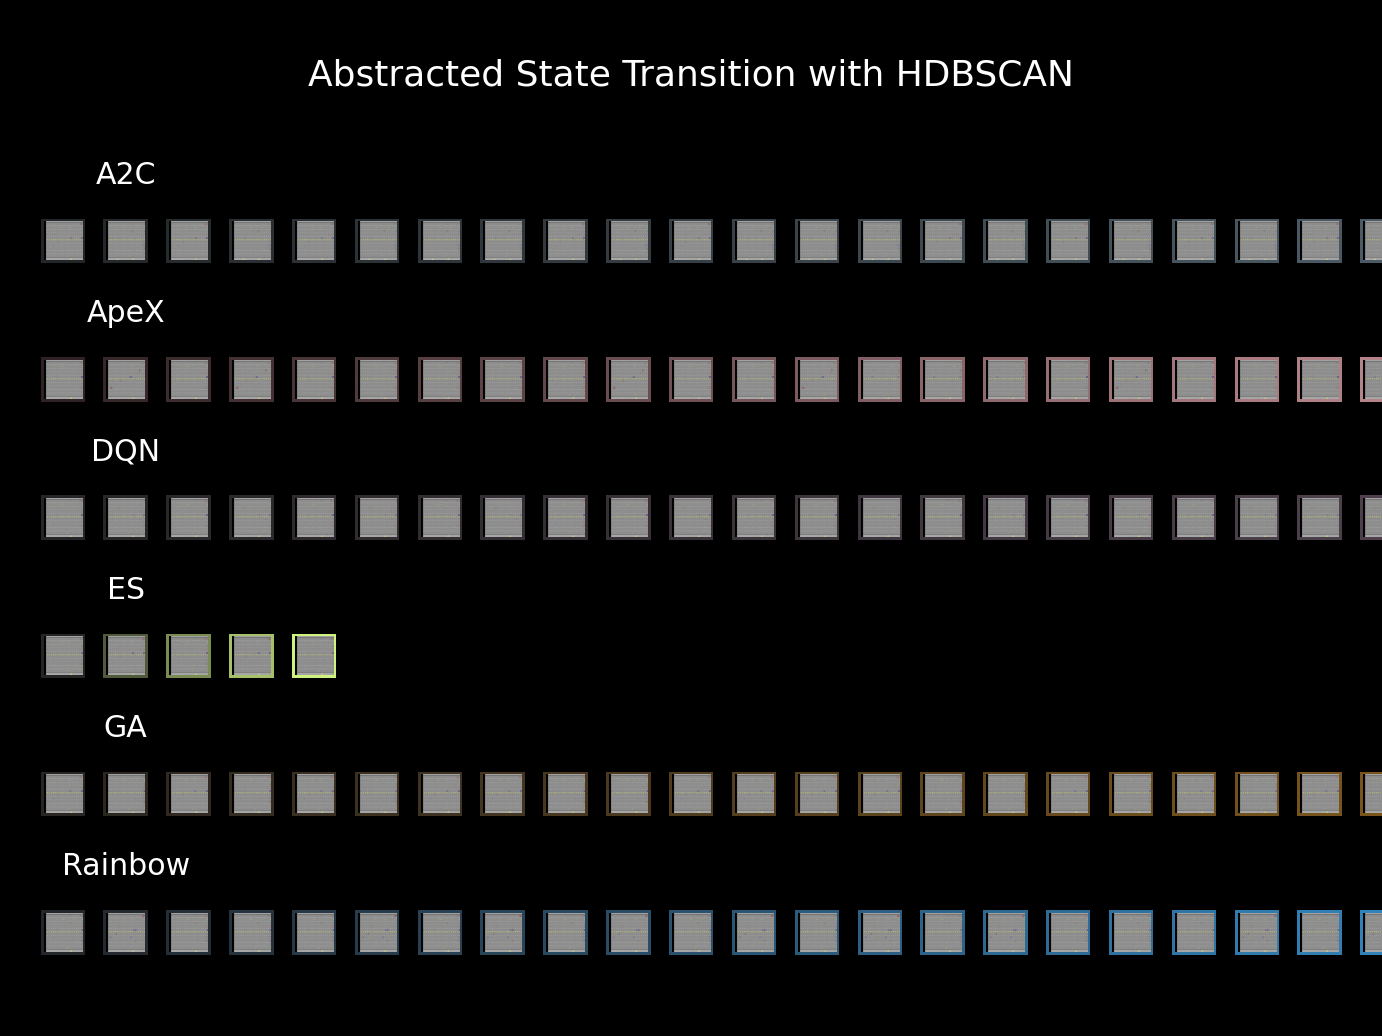 Abstracted State Transition with HDBSCAN
A2C
ApeX
DQN
ES
GA
Rainbow